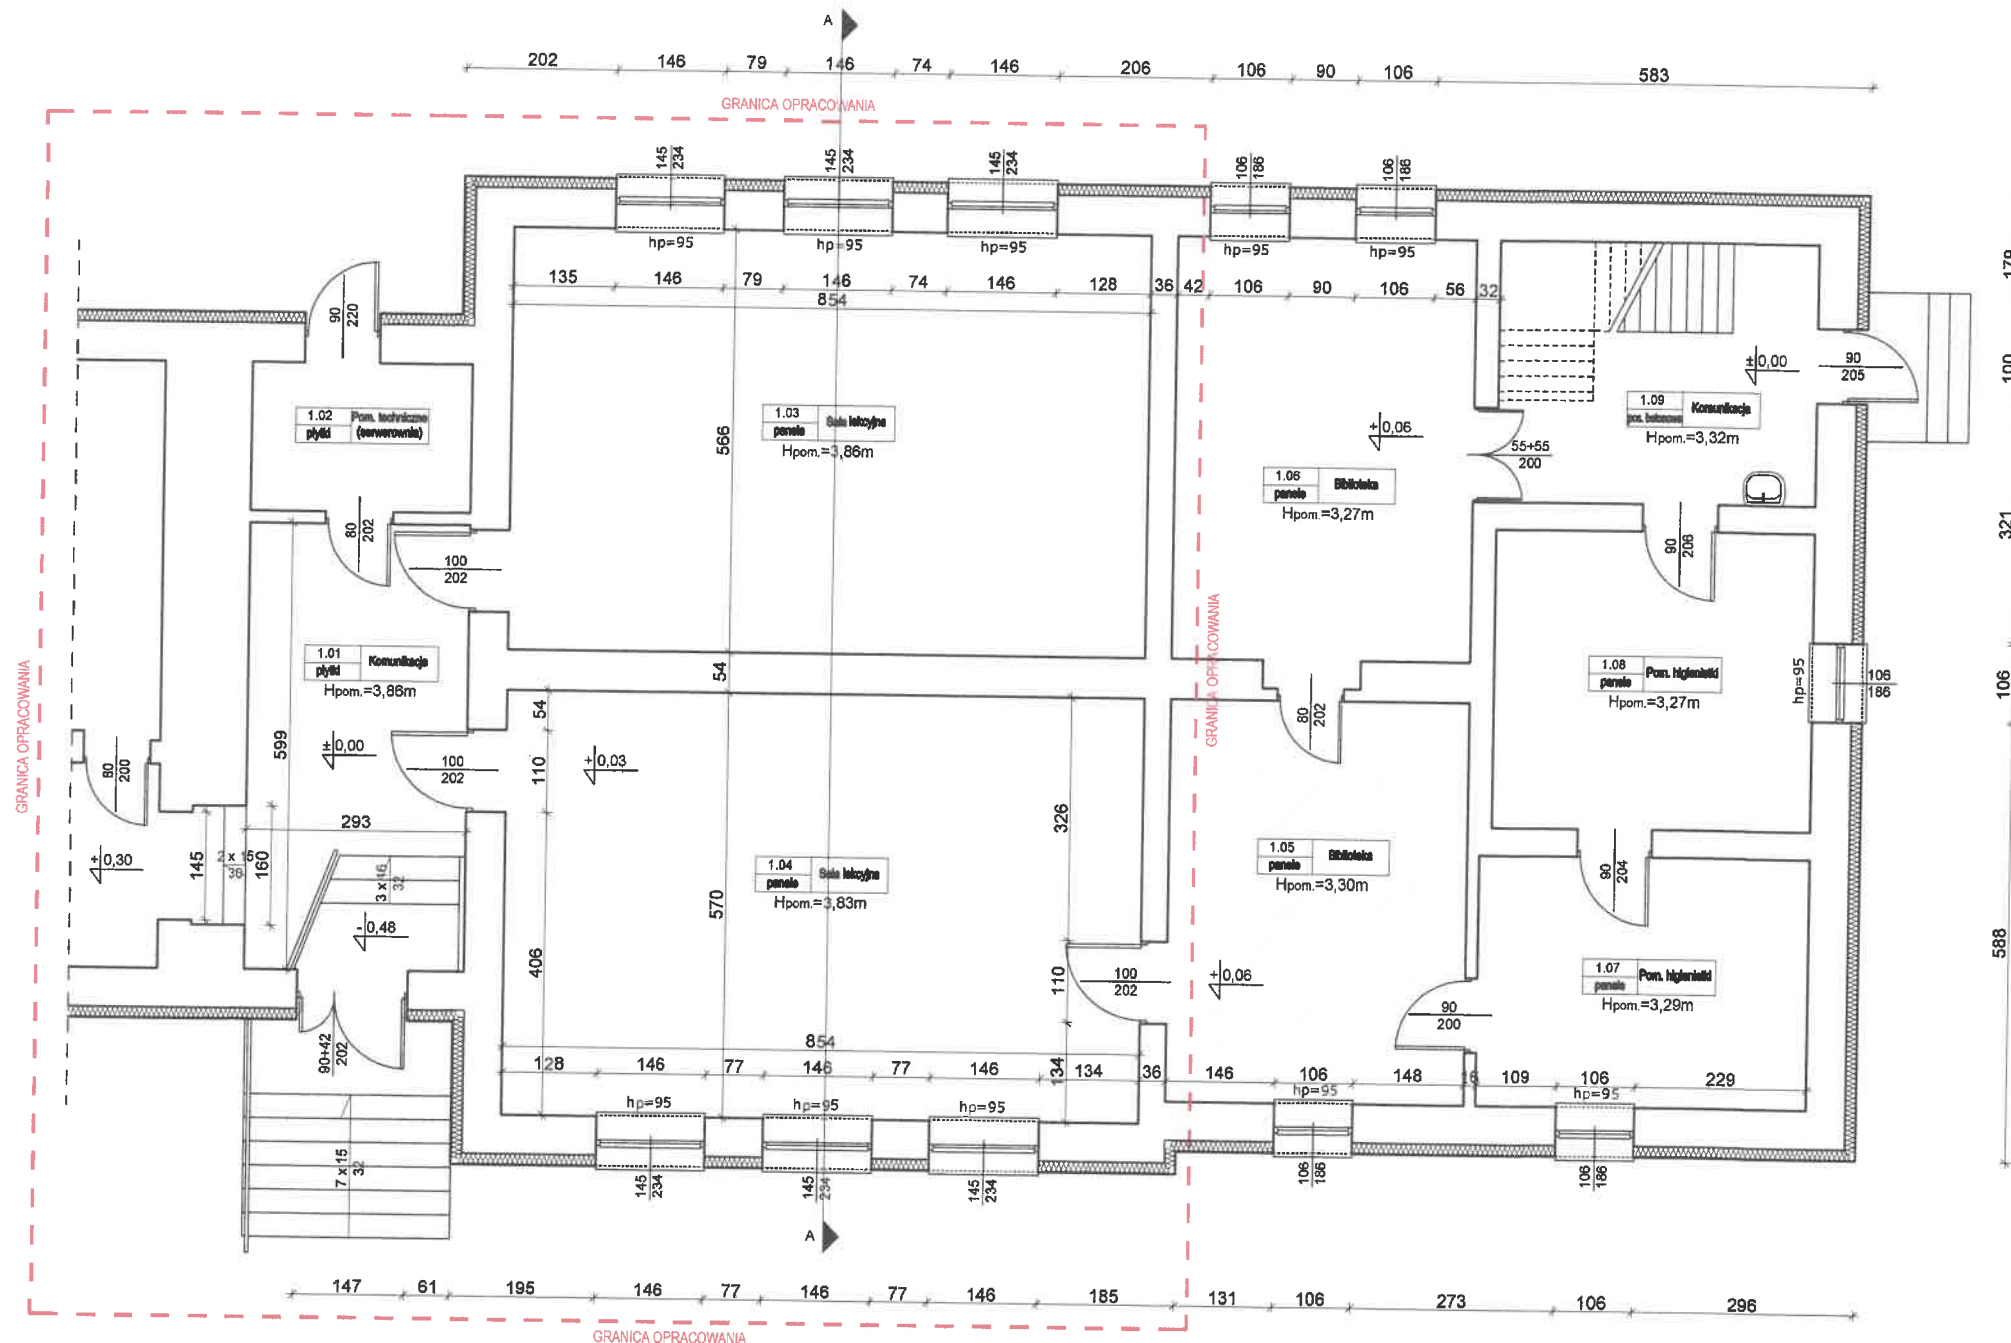 A
202 146 79 146 74 146 206 106 90 106 583
GRANICA OPRACOWANIA
145
234
145
234
145
234
106
186
106
186
hp=95 hp=95 hp=95 hp=95 hp=95
135 146 79 146 74 146 128 36 42 106 90 106 56 32
854
179
100
321
106
588
90
220
1.02 Pom. techniczne
płytki (serwerownia)
80
202
100
202
1.03 Sala lekcyjna
panele
Hpom.=3,86m
566
54
+0,06
1.06 Biblioteka
panele
Hpom.=3,27m
55+55
200
±0,00
90
205
1.09 Komunikacja
pos. betonowa
Hpom.=3,32m
90
206
GRANICA OPRACOWANIA
GRANICA OPRACOWANIA
1.01 Komunikacja
płytki
Hpom.=3,86m
599
±0,00
100
202
54
110
406
+0,03
80
202
1.08 Pom. higienistki
panele
Hpom.=3,27m
hp=95
106
186
80
200
+0,30
145
2 x 15
36
160
293
3 x 16
32
-0,48
1.04 Sala lekcyjna
panele
Hpom.=3,83m
570
326
110
134
100
202
1.05 Biblioteka
panele
Hpom.=3,30m
+0,06
90
204
1.07 Pom. higienistki
panele
Hpom.=3,29m
90
200
90+42
202
7 x 15
32
854
128 146 77 146 77 146 134 36 146 106 148 16 109 106 229
hp=95 hp=95 hp=95 hp=95 hp=95
145
234
145
234
145
234
106
186
106
186
A
147 61 195 146 77 146 77 146 185 131 106 273 106 296
GRANICA OPRACOWANIA